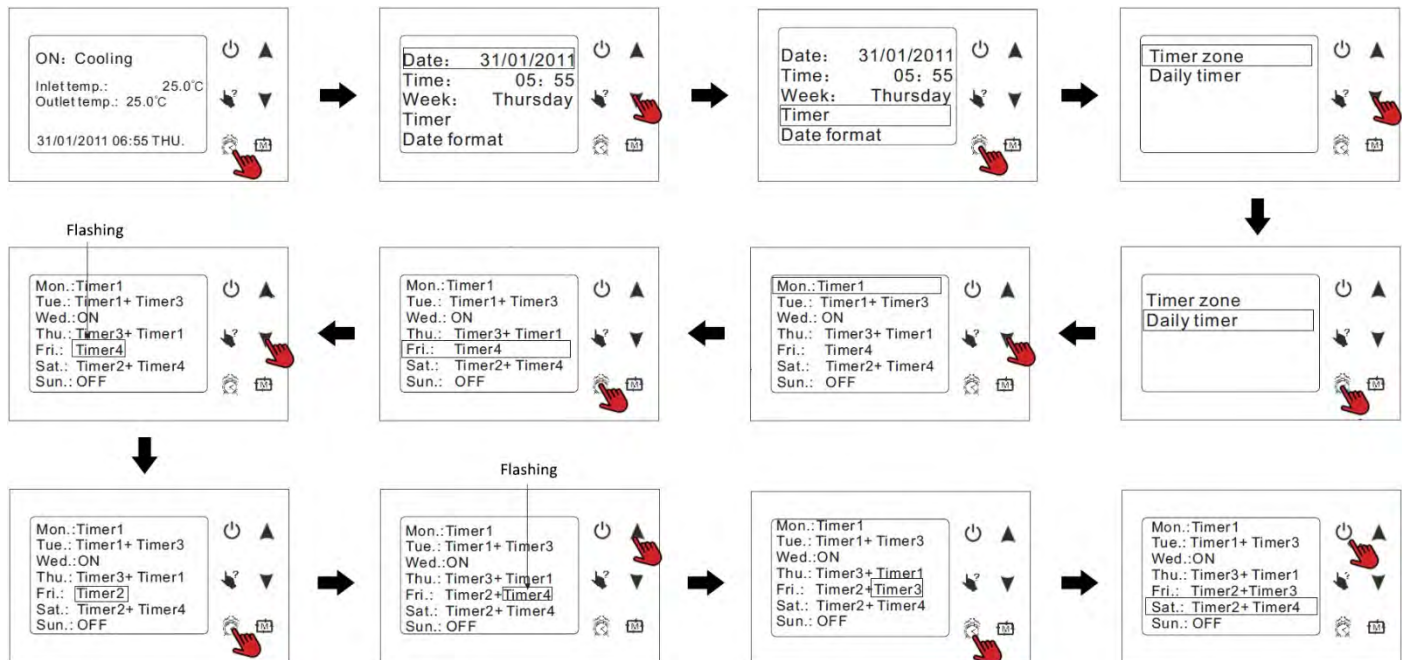 ON: Cooling
Inlet temp.: 25.0℃
Outlet temp.: 25.0℃
31/01/2011 06:55 THU.
?
M
Date: 31/01/2011
Time: 05: 55
Week: Thursday
Timer
Date format
?
M
Date: 31/01/2011
Time: 05: 55
Week: Thursday
Timer
Date format
?
M
Timer zone
Daily timer
?
M
Timer zone
Daily timer
?
M
Mon.:Timer1
Tue.: Timer1+ Timer3
Wed.: ON
Thu.: Timer3+ Timer1
Fri.: Timer4
Sat.: Timer2+ Timer4
Sun.: OFF
?
M
Mon.:Timer1
Tue.: Timer1+ Timer3
Wed.: ON
Thu.: Timer3+ Timer1
Fri.: Timer4
Sat.: Timer2+ Timer4
Sun.: OFF
?
M
Flashing
Mon.:Timer1
Tue.: Timer1+ Timer3
Wed.:ON
Thu.: Timer3+ Timer1
Fri.: Timer4
Sat.: Timer2+ Timer4
Sun.: OFF
?
M
Mon.:Timer1
Tue.: Timer1+ Timer3
Wed.:ON
Thu.: Timer3+ Timer1
Fri.: Timer2
Sat.: Timer2+ Timer4
Sun.: OFF
?
M
Flashing
Mon.:Timer1
Tue.: Timer1+ Timer3
Wed.:ON
Thu.: Timer3+ Timer1
Fri.: Timer2+Timer4
Sat.: Timer2+ Timer4
Sun.: OFF
?
M
Mon.:Timer1
Tue.: Timer1+ Timer3
Wed.:ON
Thu.: Timer3+ Timer1
Fri.: Timer2+Timer3
Sat.: Timer2+ Timer4
Sun.: OFF
?
M
Mon.:Timer1
Tue.: Timer1+ Timer3
Wed.:ON
Thu.: Timer3+ Timer1
Fri.: Timer2+Timer3
Sat.: Timer2+ Timer4
Sun.: OFF
?
M